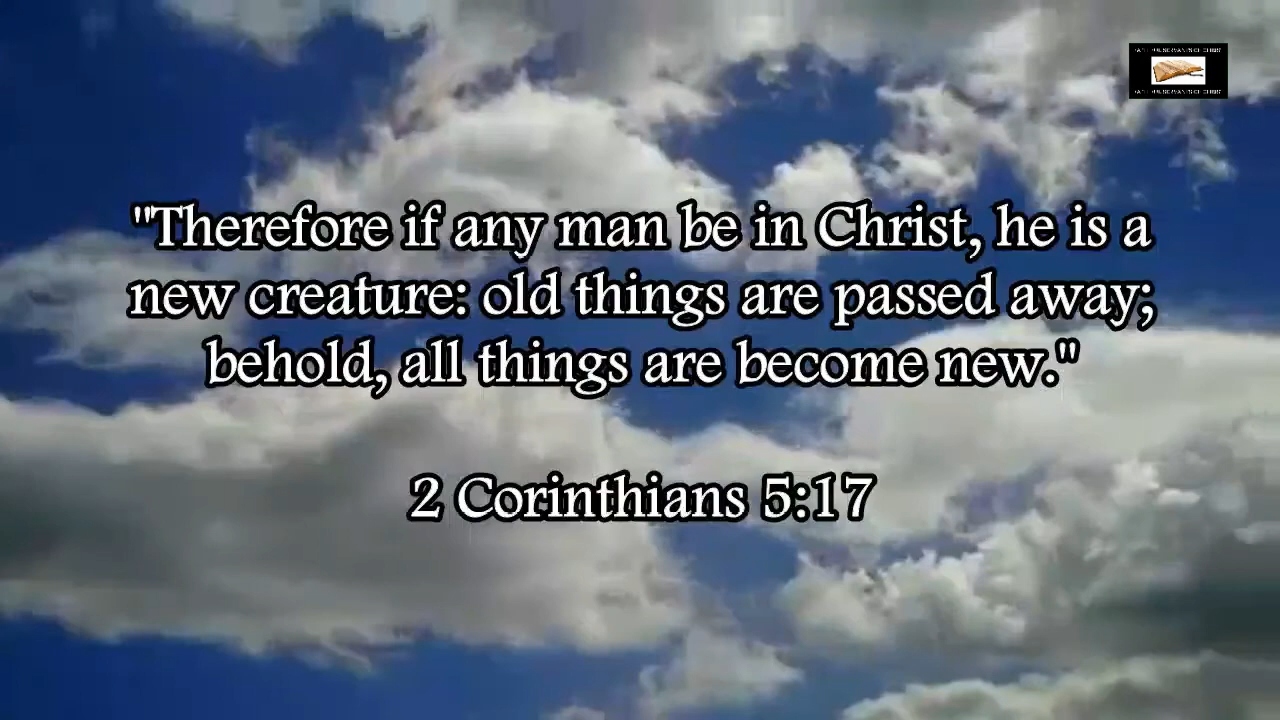 "Therefore if any man be in Christ, he is a
new creature: old things are passed away;
behold, all things are become new."
2 Corinthians 5:17